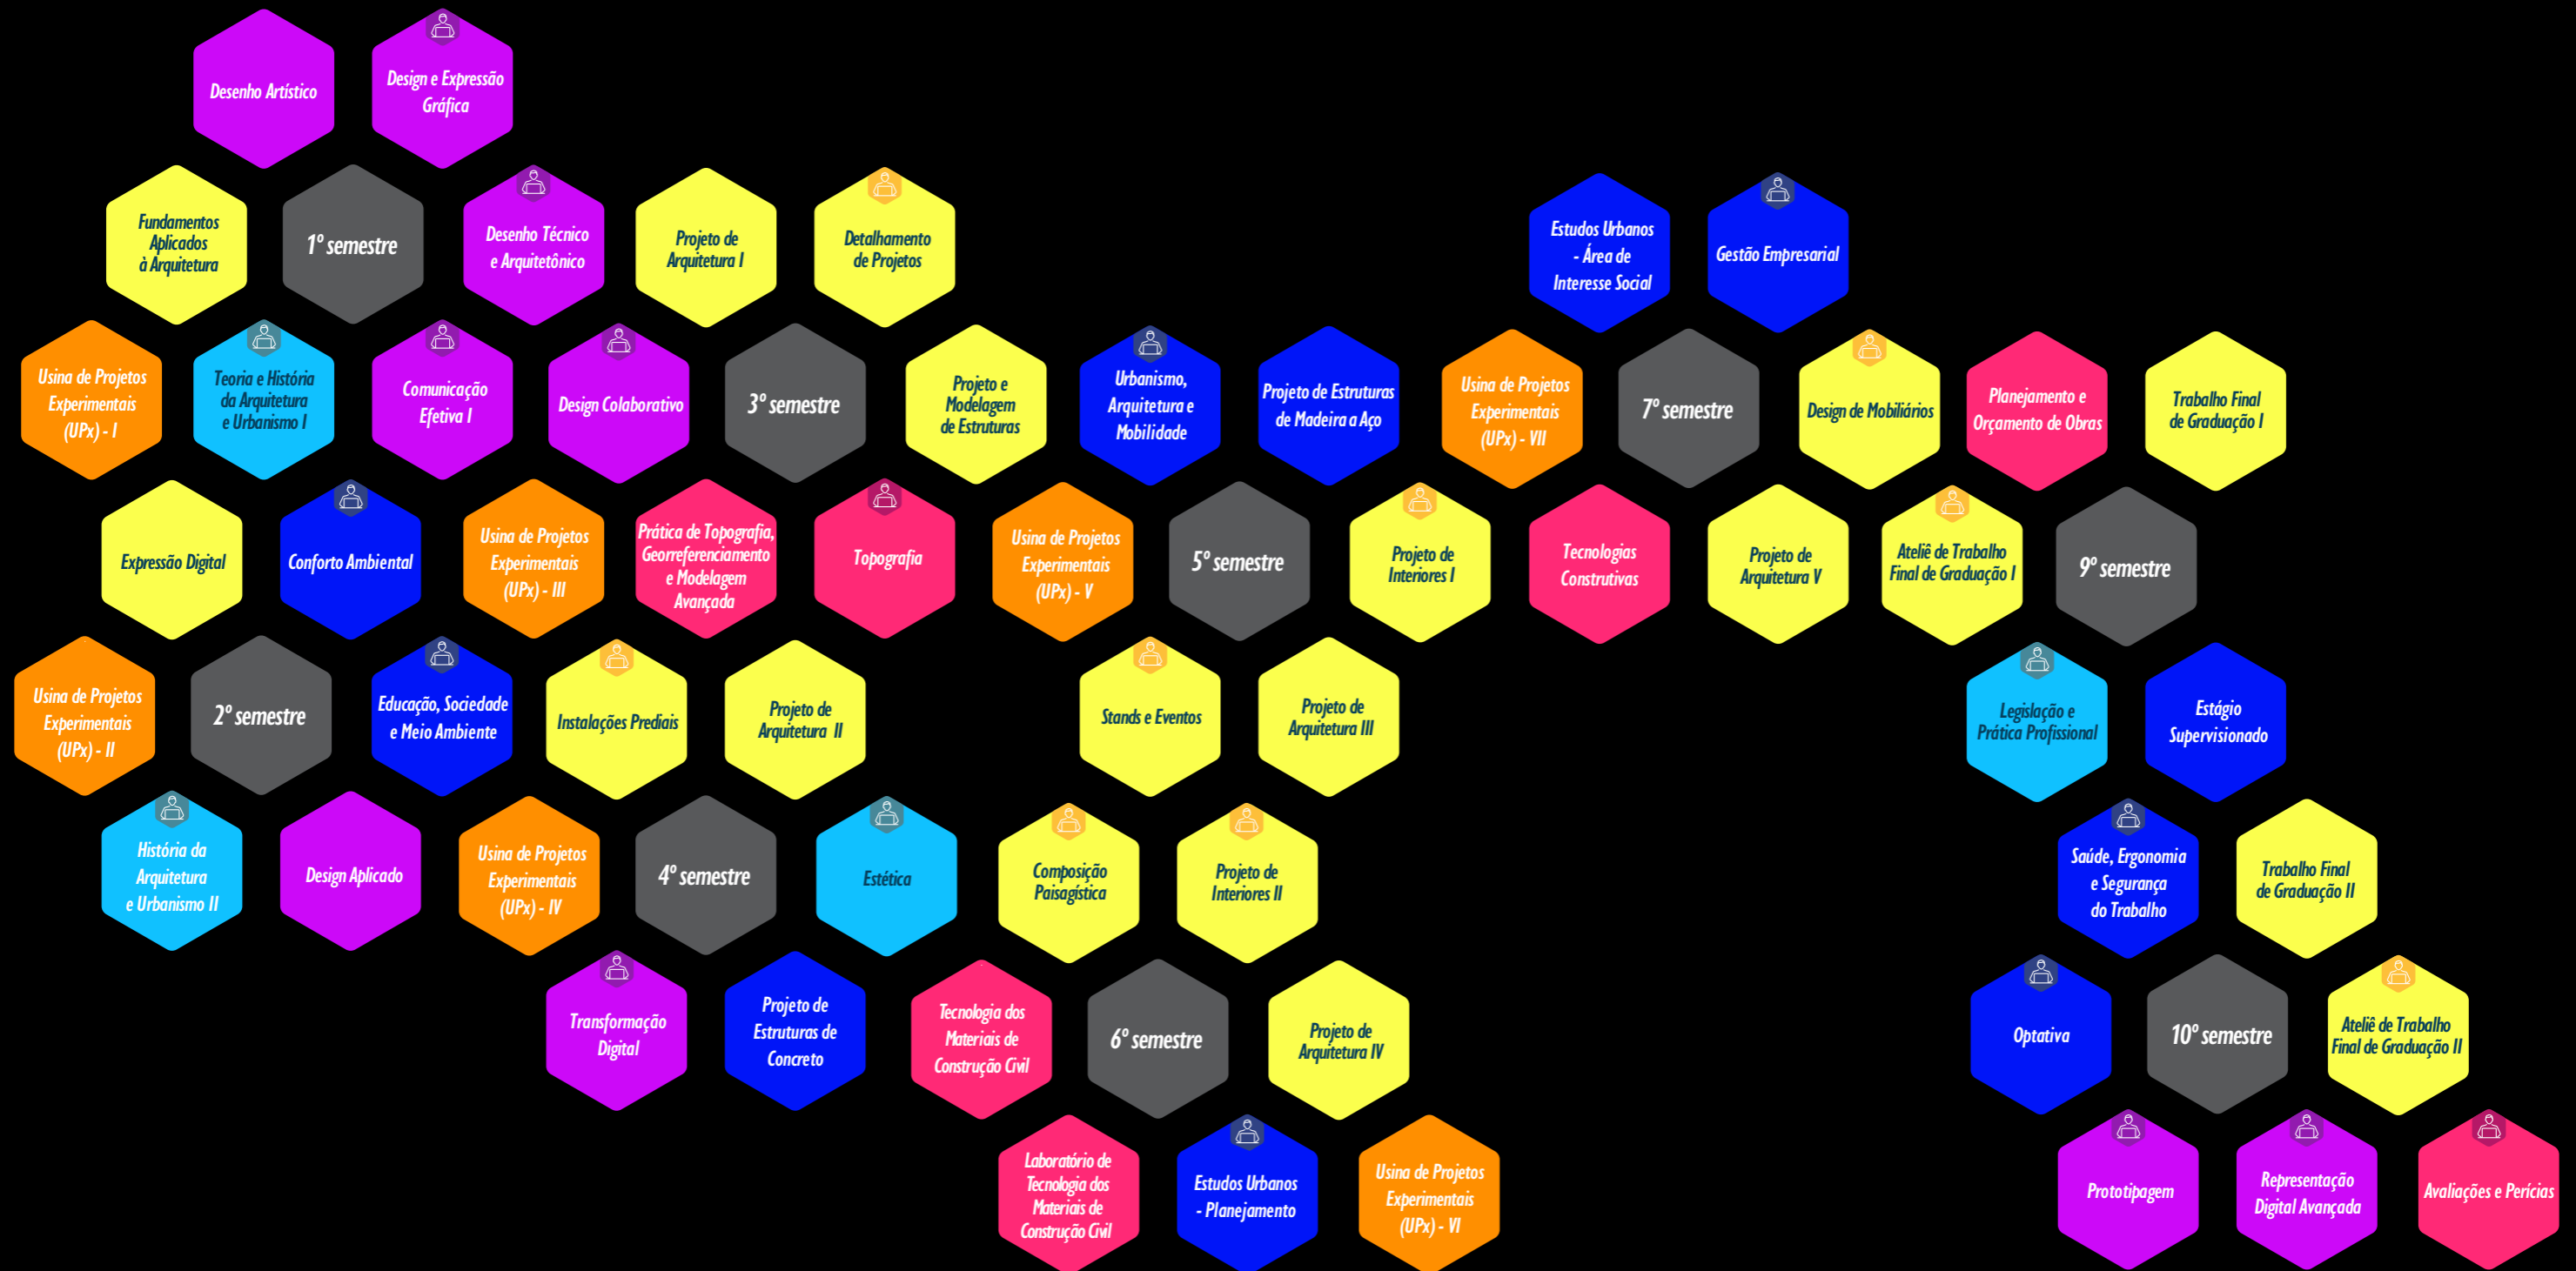 Desenho Artístico
Design e Expressão
Gráfica
Fundamentos
Aplicados
à Arquitetura
1º semestre
Desenho Técnico
e Arquitetônico
Projeto de
Arquitetura I
Detalhamento
de Projetos
Estudos Urbanos
- Área de
Interesse Social
Gestão Empresarial
Usina de Projetos
Experimentais
(UPx) - I
Teoria e História
da Arquitetura
e Urbanismo I
Comunicação
Efetiva I
Design Colaborativo
3º semestre
Projeto e
Modelagem
de Estruturas
Urbanismo,
Arquitetura e
Mobilidade
Projeto de Estruturas
de Madeira a Aço
Usina de Projetos
Experimentais
(UPx) - VII
7º semestre
Design de Mobiliários
Planejamento e
Orçamento de Obras
Trabalho Final
de Graduação I
Expressão Digital
Conforto Ambiental
Usina de Projetos
Experimentais
(UPx) - III
Prática de Topografia,
Georreferenciamento
e Modelagem
Avançada
Topografia
Usina de Projetos
Experimentais
(UPx) - V
5º semestre
Projeto de
Interiores I
Tecnologias
Construtivas
Projeto de
Arquitetura V
Ateliê de Trabalho
Final de Graduação I
9º semestre
Usina de Projetos
Experimentais
(UPx) - II
2º semestre
Educação, Sociedade
e Meio Ambiente
Instalações Prediais
Projeto de
Arquitetura II
Stands e Eventos
Projeto de
Arquitetura III
Legislação e
Prática Profissional
Estágio
Supervisionado
História da
Arquitetura
e Urbanismo II
Design Aplicado
Usina de Projetos
Experimentais
(UPx) - IV
4º semestre
Estética
Composição
Paisagística
Projeto de
Interiores II
Saúde, Ergonomia
e Segurança
do Trabalho
Trabalho Final
de Graduação II
Transformação
Digital
Projeto de
Estruturas de
Concreto
Tecnologia dos
Materiais de
Construção Civil
6º semestre
Projeto de
Arquitetura IV
Optativa
10º semestre
Ateliê de Trabalho
Final de Graduação II
Laboratório de
Tecnologia dos
Materiais de
Construção Civil
Estudos Urbanos
- Planejamento
Usina de Projetos
Experimentais
(UPx) - VI
Prototipagem
Representação
Digital Avançada
Avaliações e Perícias